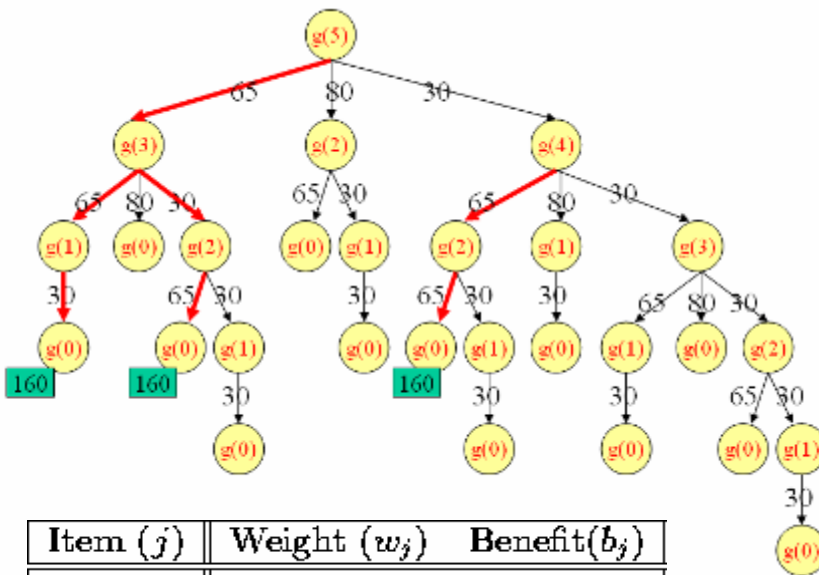 g(5)
65 80 30
g(3) g(2) g(4)
65 80 30 65 30 65 80 30
g(1) g(0) g(2) g(0) g(1) g(2) g(1) g(3)
30 65 30 30 65 30 30 65 80 30
g(0) g(0) g(1) g(0) g(0) g(1) g(0) g(1) g(0) g(2)
160 160 160
30 30 30 65 30
g(0) g(0) g(0) g(0) g(1)
30
g(0)
Item (j) Weight (wj) Benefit(bj)